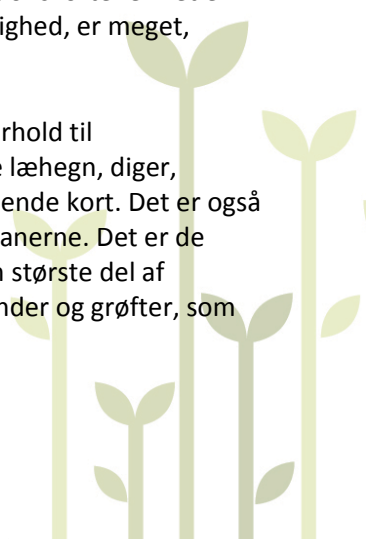 ighed, er meget,
rhold til
læhegn, diger,
ende kort. Det er også
anerne. Det er de
største del af
nder og grøfter, som